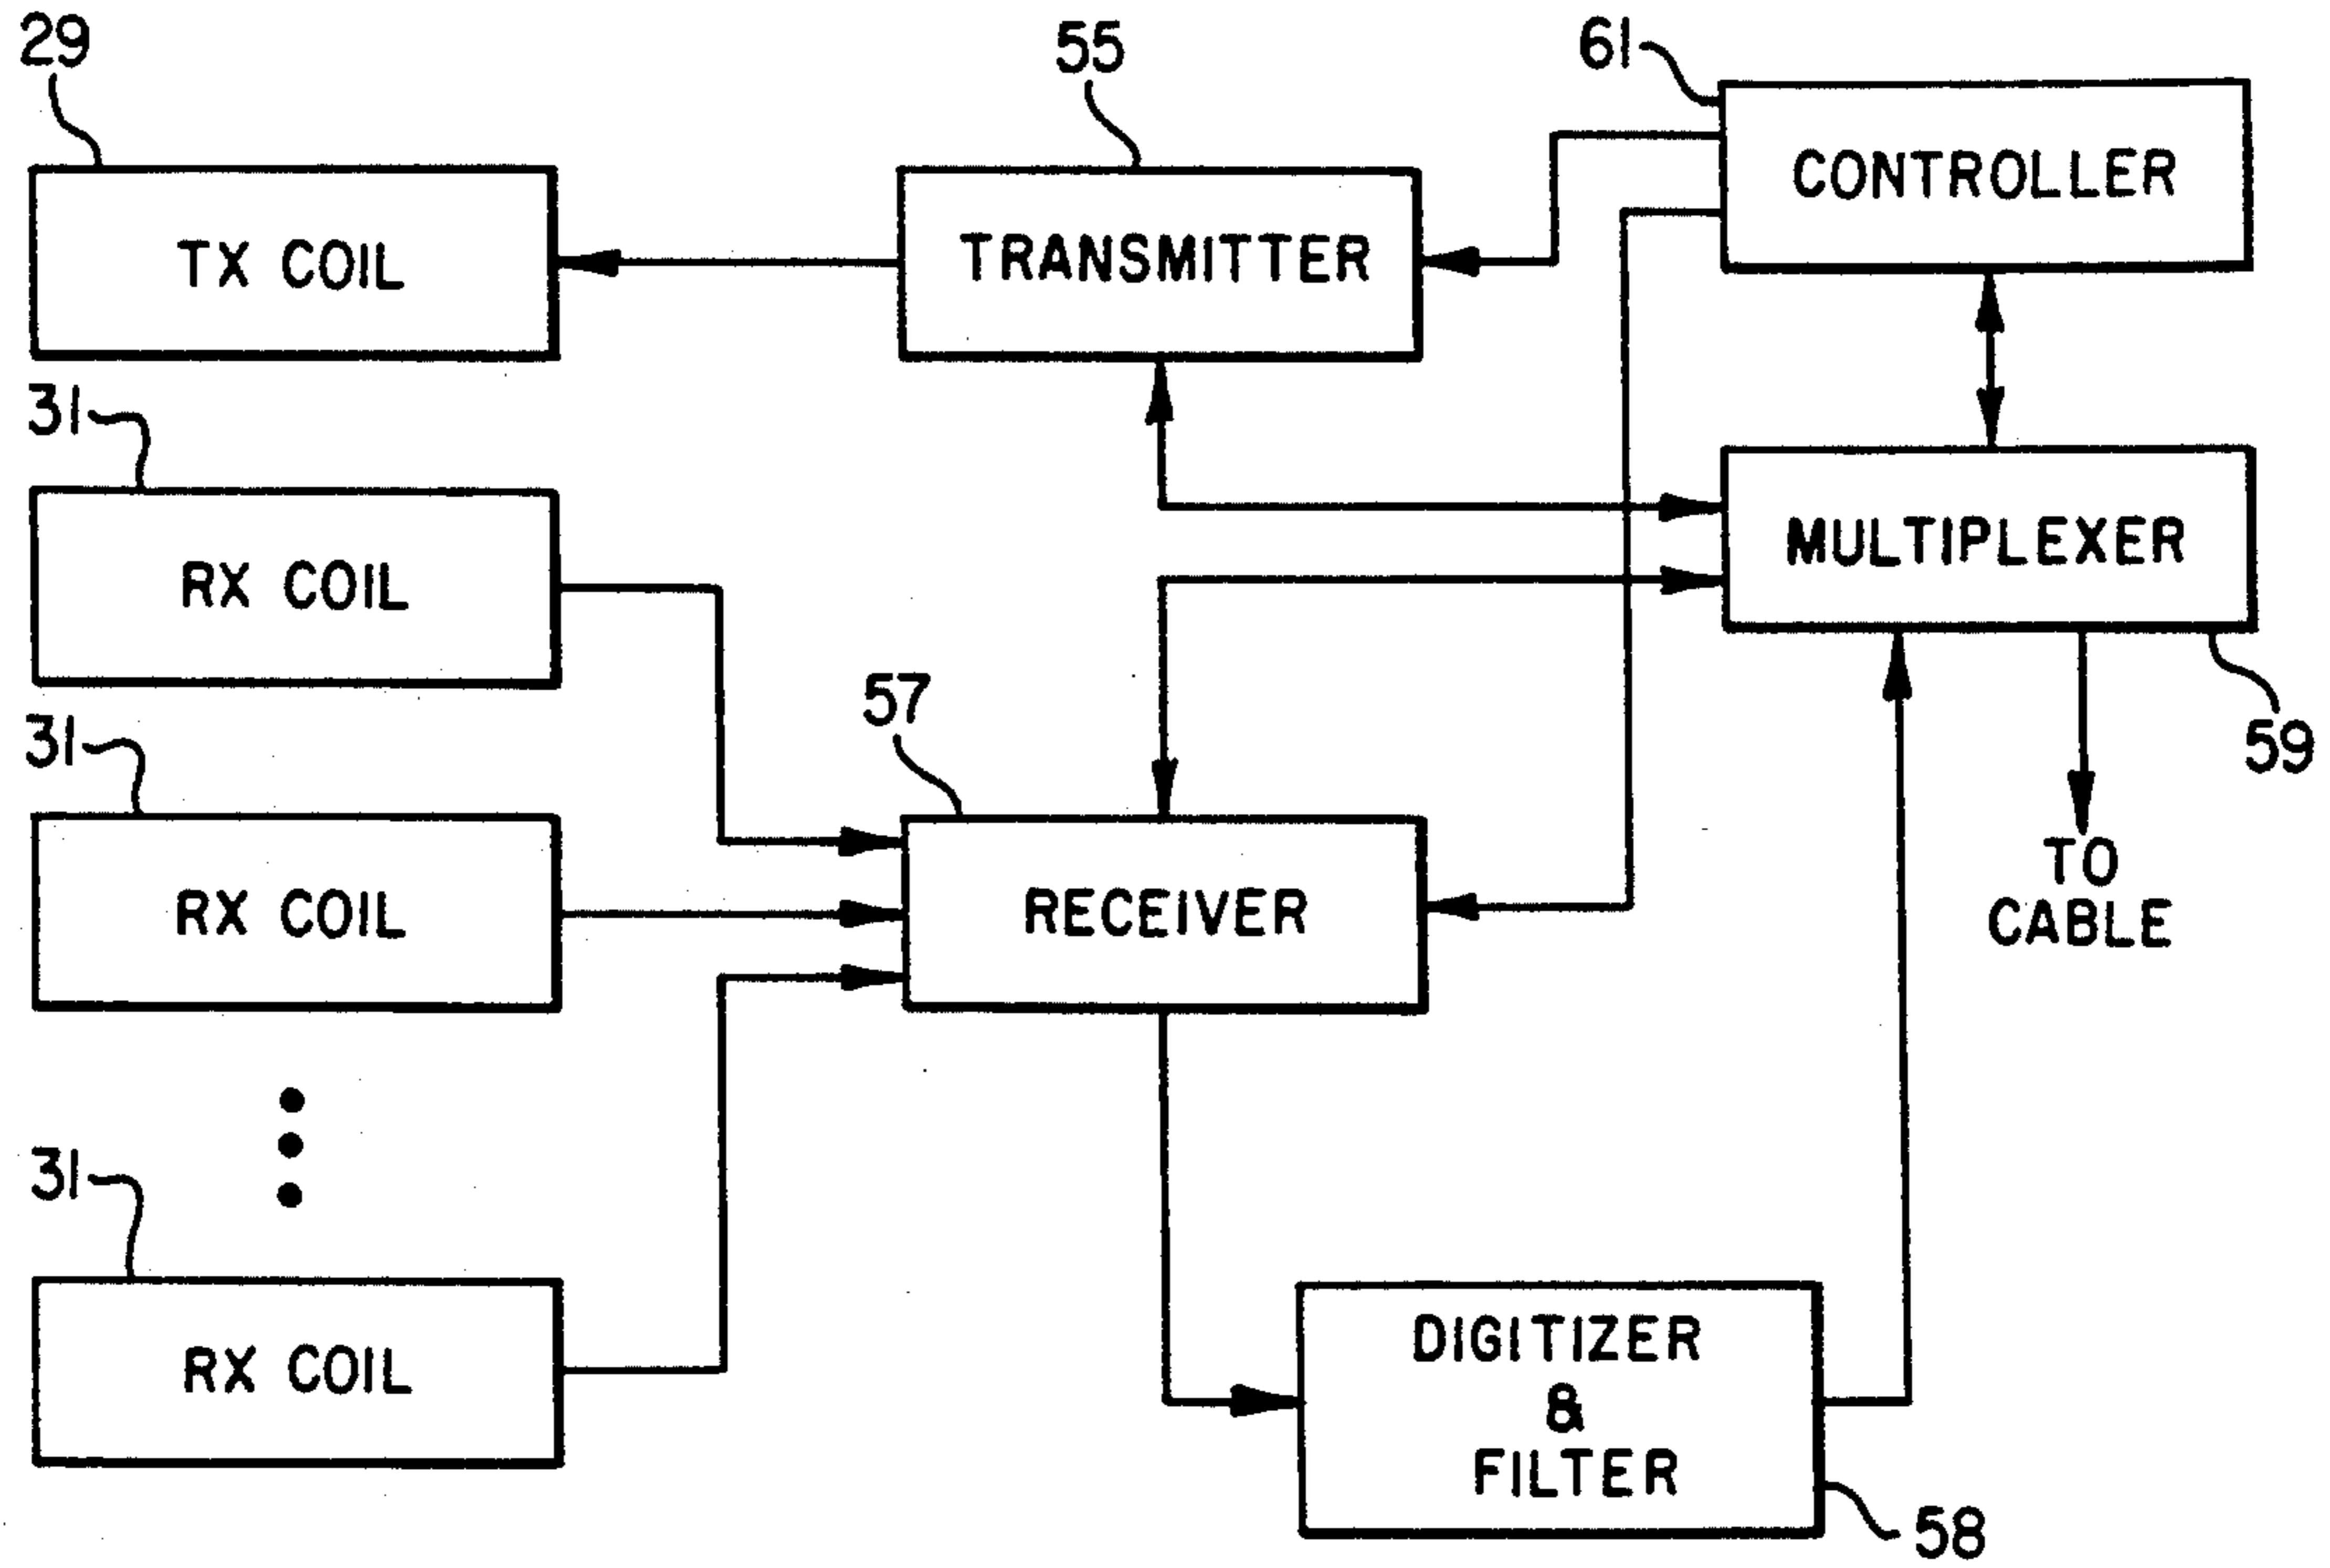 29
55
61
TX COIL
TRANSMITTER
CONTROLLER
31
RX COIL
MULTIPLEXER
31
57
59
RX COIL
RECEIVER
TO
CABLE
31
RX COIL
DIGITIZER
&
FILTER
58